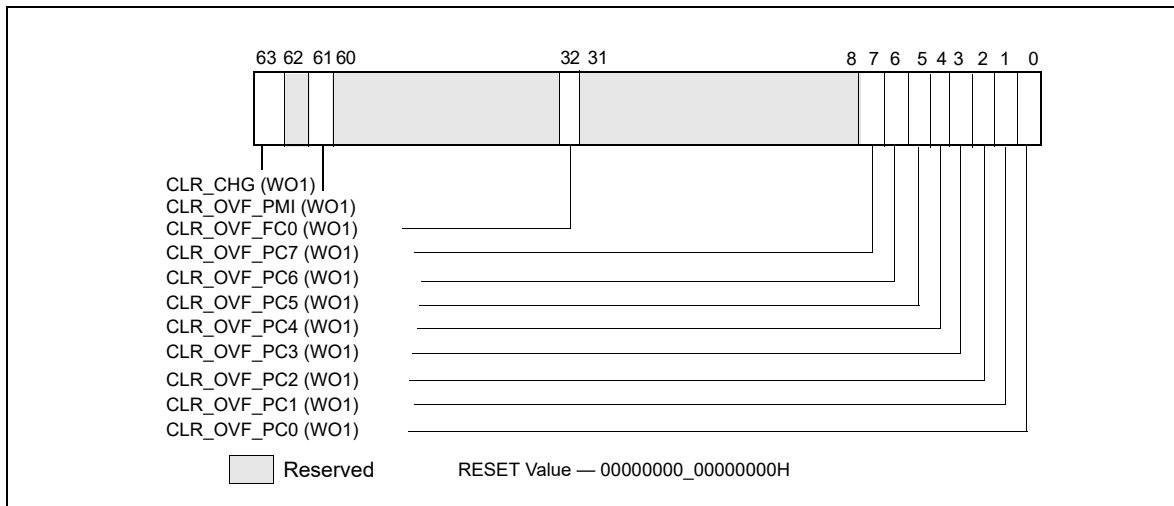 63 62 61 60 32 31 8 7 6 5 4 3 2 1 0
CLR_CHG (WO1)
CLR_OVF_PMI (WO1)
CLR_OVF_FC0 (WO1)
CLR_OVF_PC7 (WO1)
CLR_OVF_PC6 (WO1)
CLR_OVF_PC5 (WO1)
CLR_OVF_PC4 (WO1)
CLR_OVF_PC3 (WO1)
CLR_OVF_PC2 (WO1)
CLR_OVF_PC1 (WO1)
CLR_OVF_PC0 (WO1)
Reserved RESET Value — 00000000_00000000H